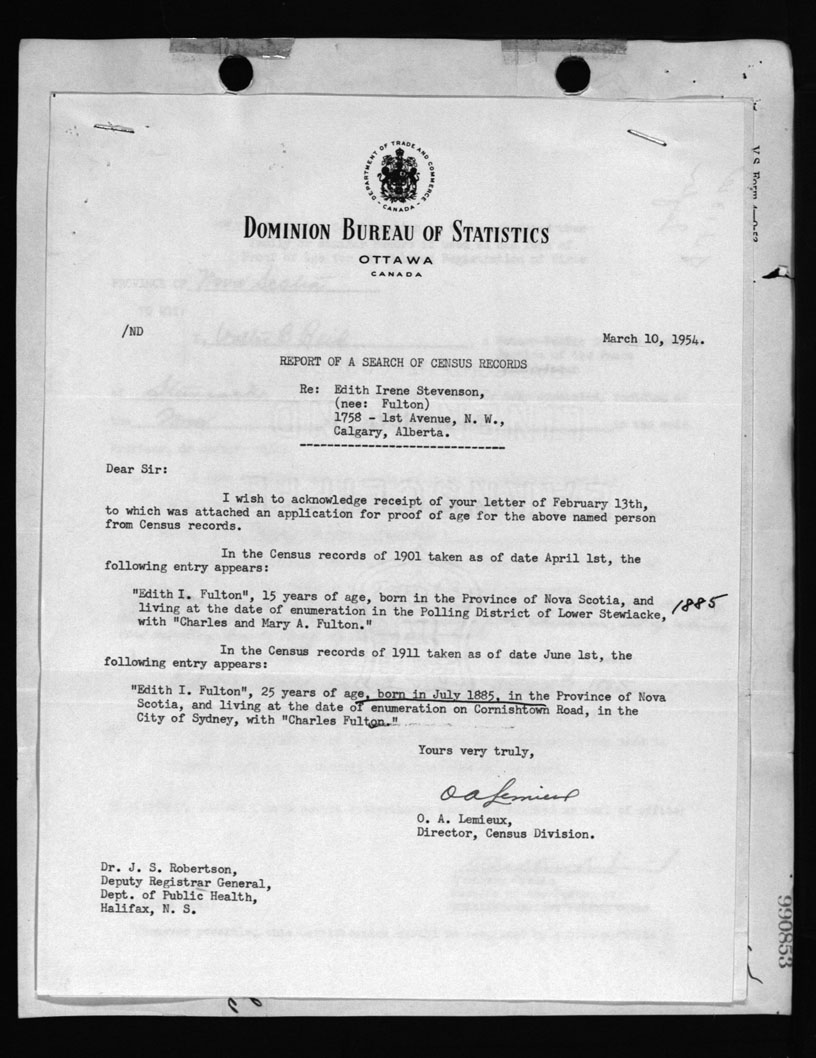 DEPARTMENT OF TRADE AND COMMERCE
- CANADA -
DOMINION BUREAU OF STATISTICS
OTTAWA
CANADA
/ND
March 10, 1954.
REPORT OF A SEARCH OF CENSUS RECORDS
Re: Edith Irene Stevenson,
(nee: Fulton)
1758 - 1st Avenue, N. W.,
Calgary, Alberta.
Dear Sir:
I wish to acknowledge receipt of your letter of February 13th,
to which was attached an application for proof of age for the above named person
from Census records.
In the Census records of 1901 taken as of date April 1st, the
following entry appears:
"Edith I. Fulton", 15 years of age, born in the Province of Nova Scotia, and
living at the date of enumeration in the Polling District of Lower Stewiacke, 1885
with "Charles and Mary A. Fulton."
In the Census records of 1911 taken as of date June 1st, the
following entry appears:
"Edith I. Fulton", 25 years of age, born in July 1885, in the Province of Nova
Scotia, and living at the date of enumeration on Cornishtown Road, in the
City of Sydney, with "Charles Fulton."
Yours very truly,
O A Lemieux
O. A. Lemieux,
Director, Census Division.
Dr. J. S. Robertson,
Deputy Registrar General,
Dept. of Public Health,
Halifax, N. S.
990853